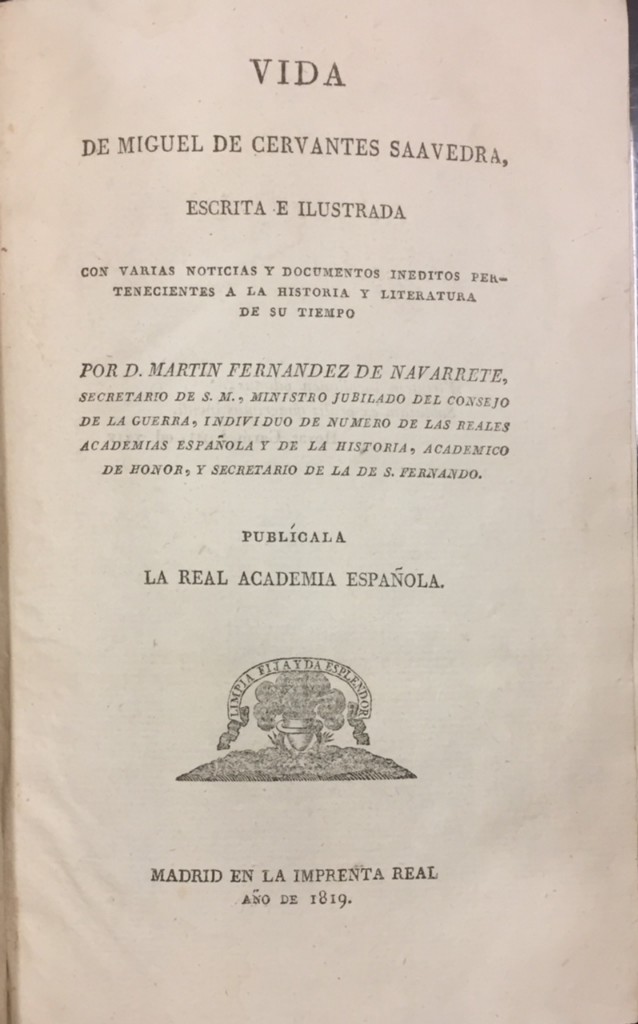 VIDA
DE MIGUEL DE CERVANTES SAAVEDRA,
ESCRITA E ILUSTRADA
CON VARIAS NOTICIAS Y DOCUMENTOS INEDITOS PER-
TENECIENTES A LA HISTORIA Y LITERATURA
DE SU TIEMPO
POR D. MARTIN FERNANDEZ DE NAVARRETE,
SECRETARIO DE S. M., MINISTRO JUBILADO DEL CONSEJO
DE LA GUERRA, INDIVIDUO DE NUMERO DE LAS REALES
ACADEMIAS ESPAÑOLA Y DE LA HISTORIA, ACADEMICO
DE HONOR, Y SECRETARIO DE LA DE S. FERNANDO.
PUBLÍCALA
LA REAL ACADEMIA ESPAÑOLA.
LIMPIA FIJA Y DA ESPLENDOR
MADRID EN LA IMPRENTA REAL
AÑO DE 1819.